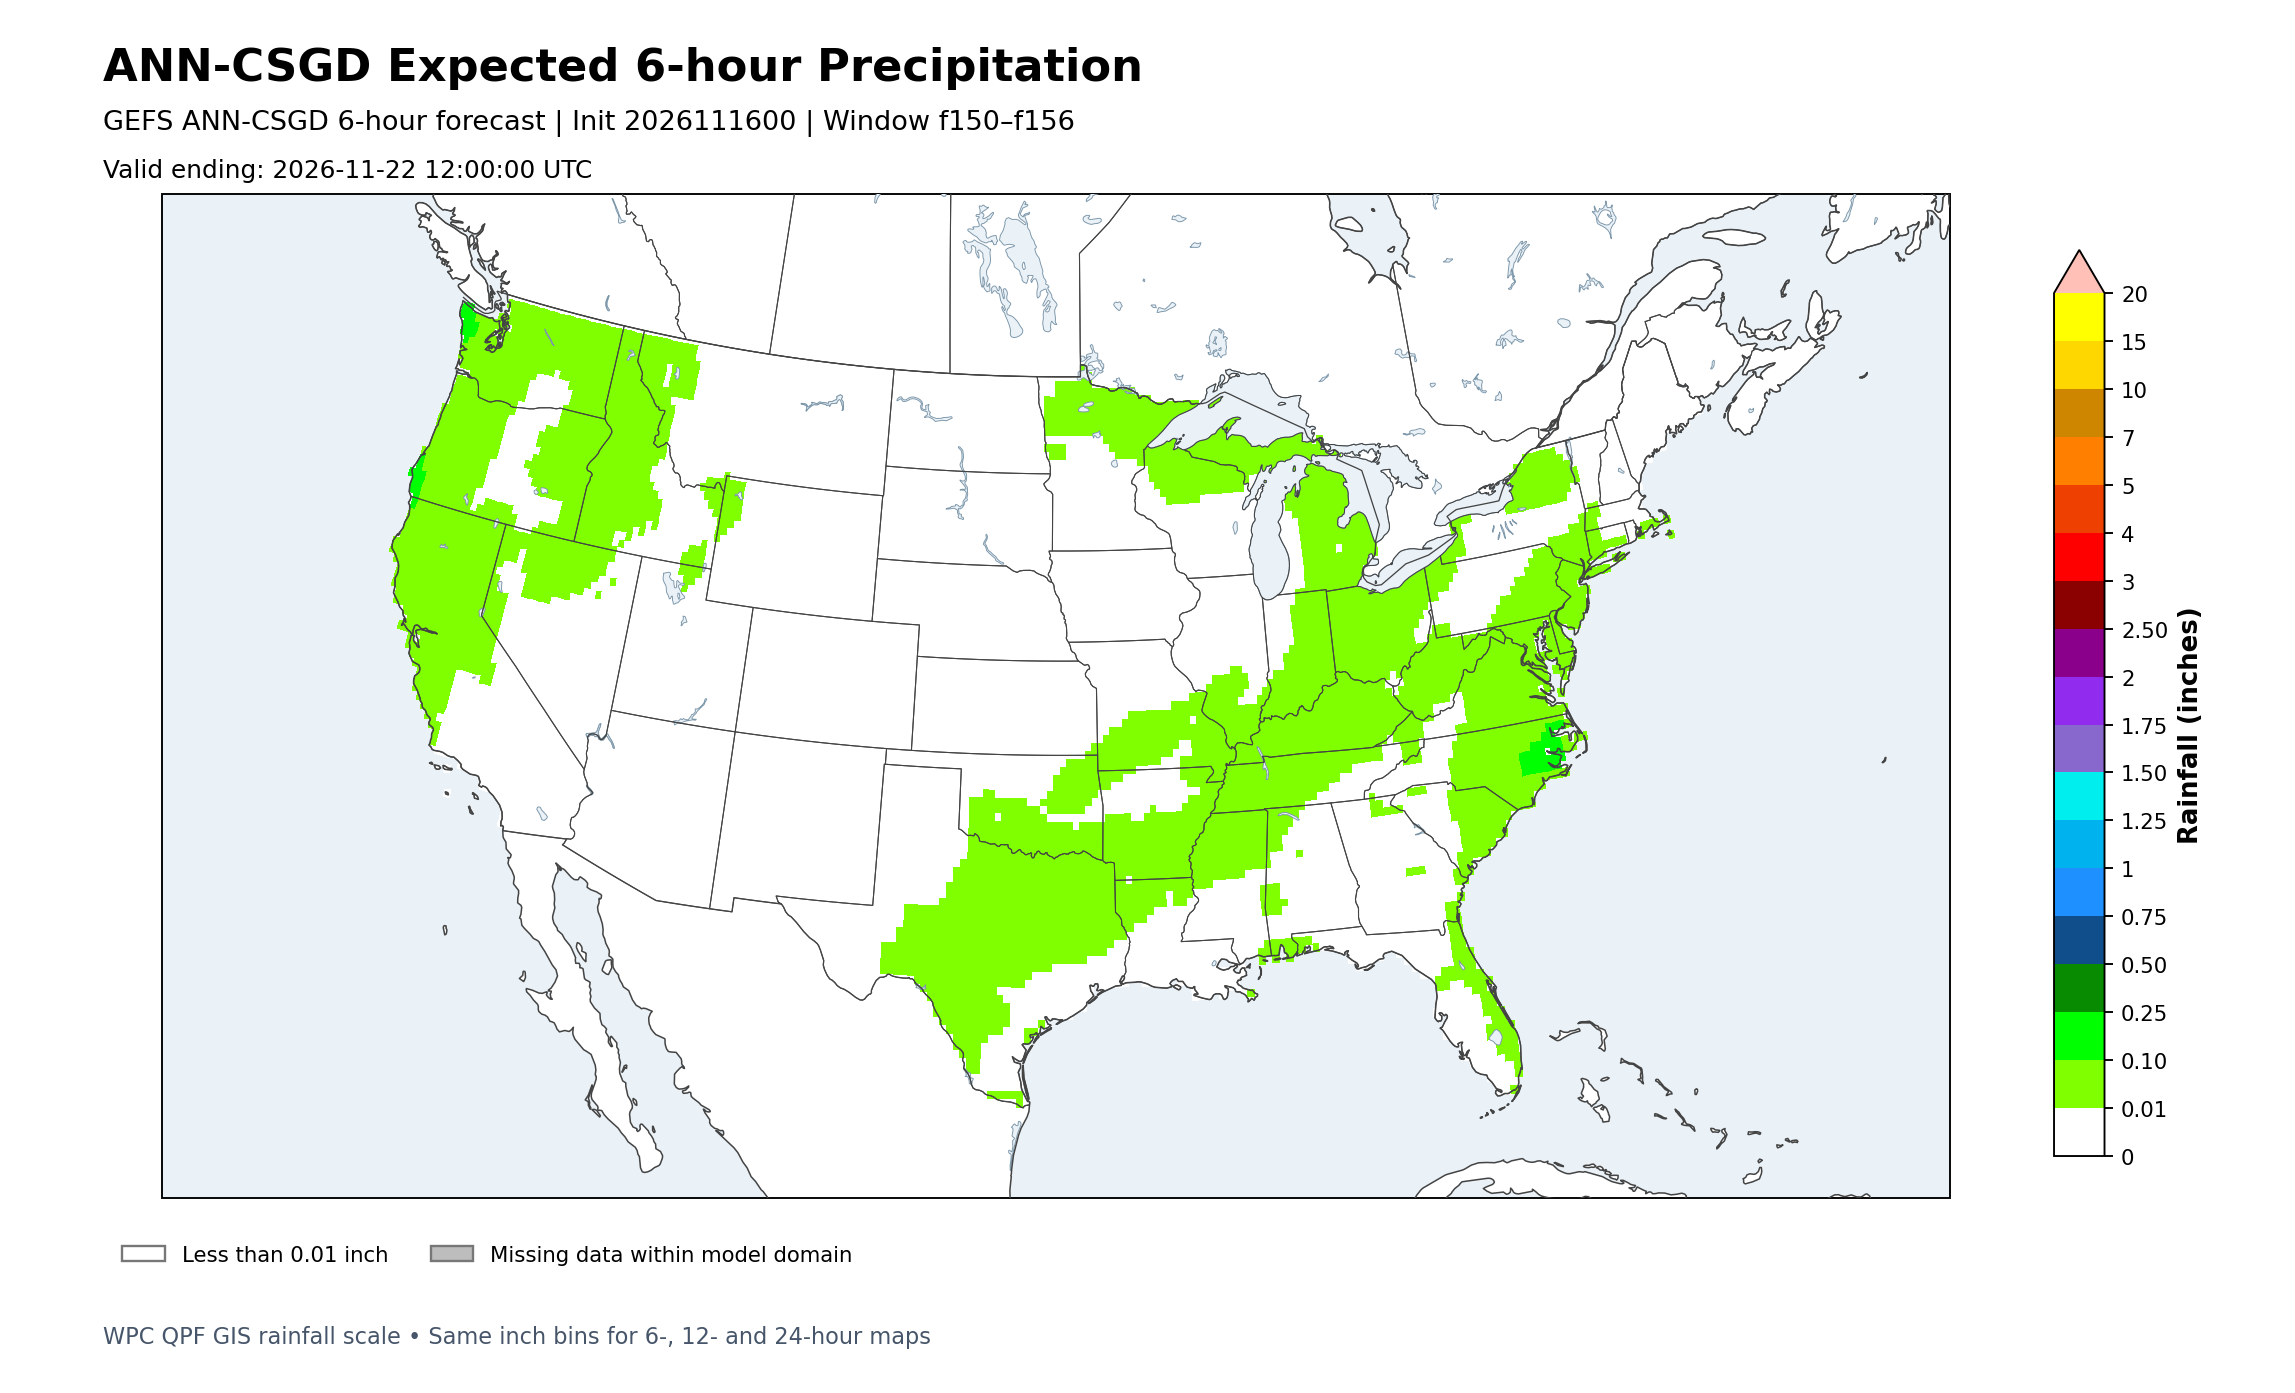 ANN-CSGD Expected 6-hour Precipitation
GEFS ANN-CSGD 6-hour forecast | Init 2026111600 | Window f150–f156
Valid ending: 2026-11-22 12:00:00 UTC
20
15
10
7
5
4
3
2.50
2
1.75
1.50
1.25
1
0.75
0.50
0.25
0.10
0.01
0
Rainfall (inches)
Less than 0.01 inch
Missing data within model domain
WPC QPF GIS rainfall scale • Same inch bins for 6-, 12- and 24-hour maps